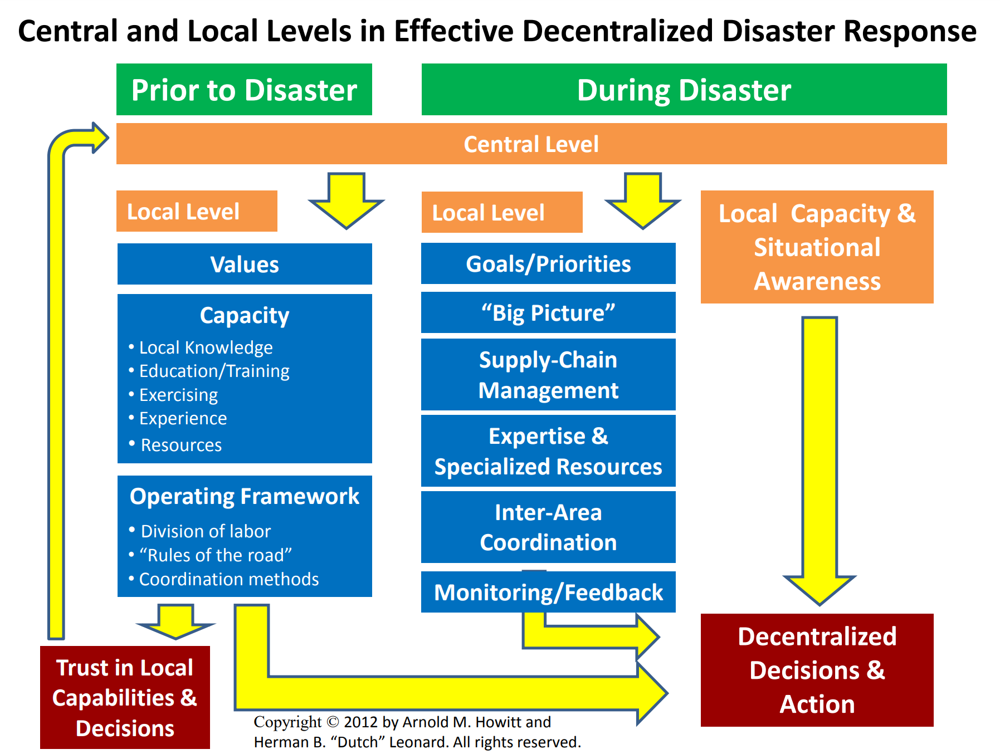 Central and Local Levels in Effective Decentralized Disaster Response
Prior to Disaster
During Disaster
Central Level
Local Level
Values
Capacity
• Local Knowledge
• Education/Training
• Exercising
• Experience
• Resources
Operating Framework
• Division of labor
• “Rules of the road”
• Coordination methods
Trust in Local
Capabilities &
Decisions
Local Level
Goals/Priorities
“Big Picture”
Supply-Chain
Management
Expertise &
Specialized Resources
Inter-Area
Coordination
Monitoring/Feedback
Local Capacity &
Situational
Awareness
Decentralized
Decisions &
Action
Copyright © 2012 by Arnold M. Howitt and
Herman B. “Dutch” Leonard. All rights reserved.